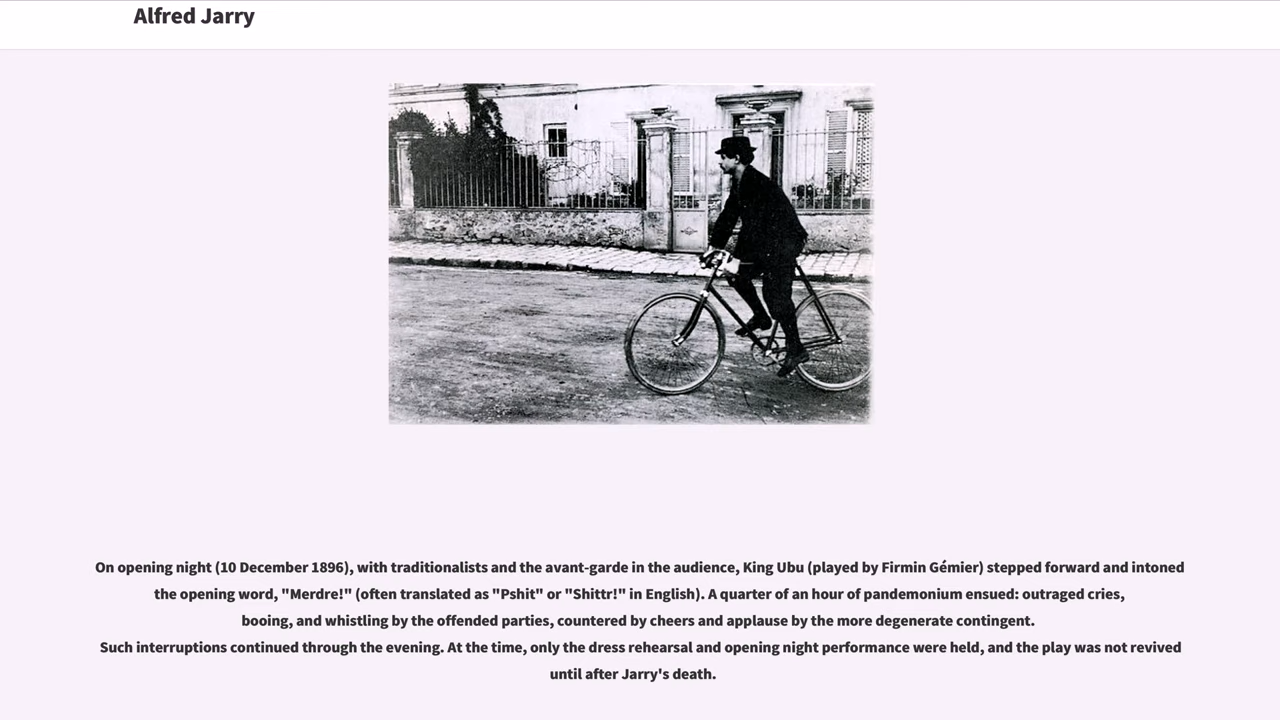 Alfred Jarry
On opening night (10 December 1896), with traditionalists and the avant-garde in the audience, King Ubu (played by Firmin Gémier) stepped forward and intoned
the opening word, "Merdre!" (often translated as "Pshit" or "Shittr!" in English). A quarter of an hour of pandemonium ensued: outraged cries,
booing, and whistling by the offended parties, countered by cheers and applause by the more degenerate contingent.
Such interruptions continued through the evening. At the time, only the dress rehearsal and opening night performance were held, and the play was not revived
until after Jarry's death.